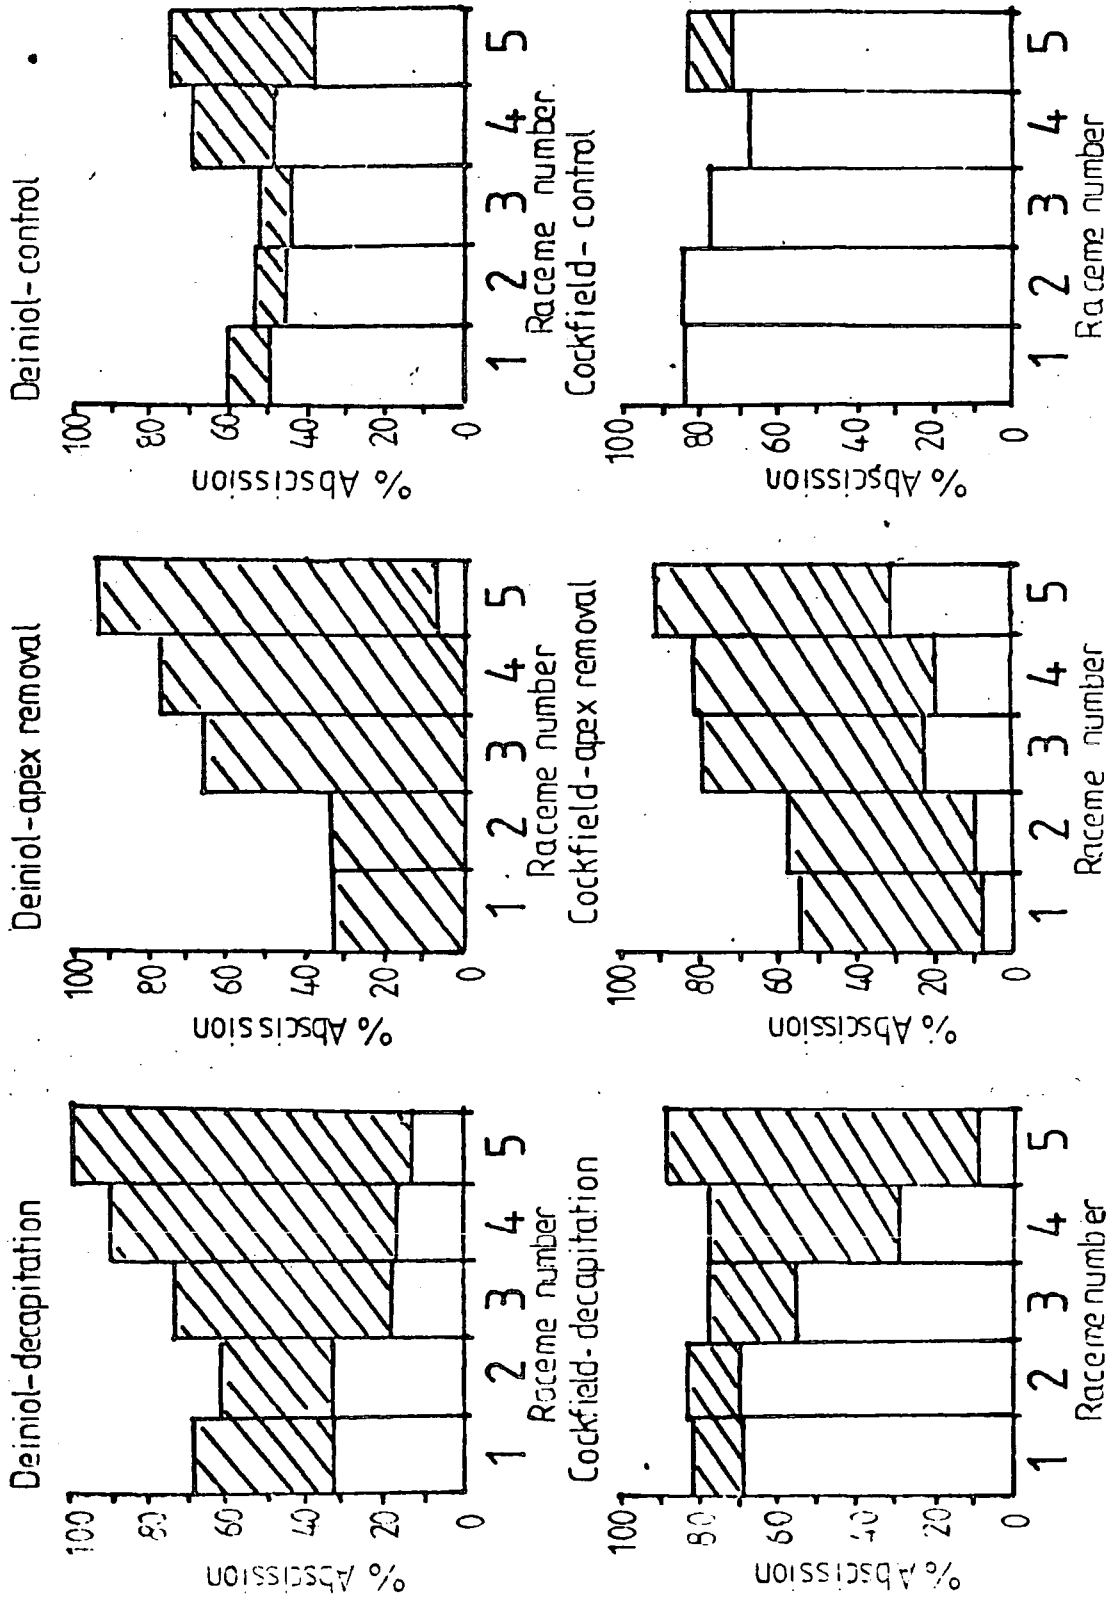 Deiniol-decapitation
% Abscission
100
80
60
40
20
0
1 2 3 4 5
Raceme number
Deiniol-apex removal
% Abscission
100
80
60
40
20
0
1 2 3 4 5
Raceme number
Deiniol-control
% Abscission
100
80
60
40
20
0
1 2 3 4 5
Raceme number
Cockfield-decapitation
% Abscission
100
80
60
40
20
0
1 2 3 4 5
Raceme number
Cockfield-apex removal
% Abscission
100
80
60
40
20
0
1 2 3 4 5
Raceme number
Cockfield-control
% Abscission
100
80
60
40
20
0
1 2 3 4 5
Raceme number